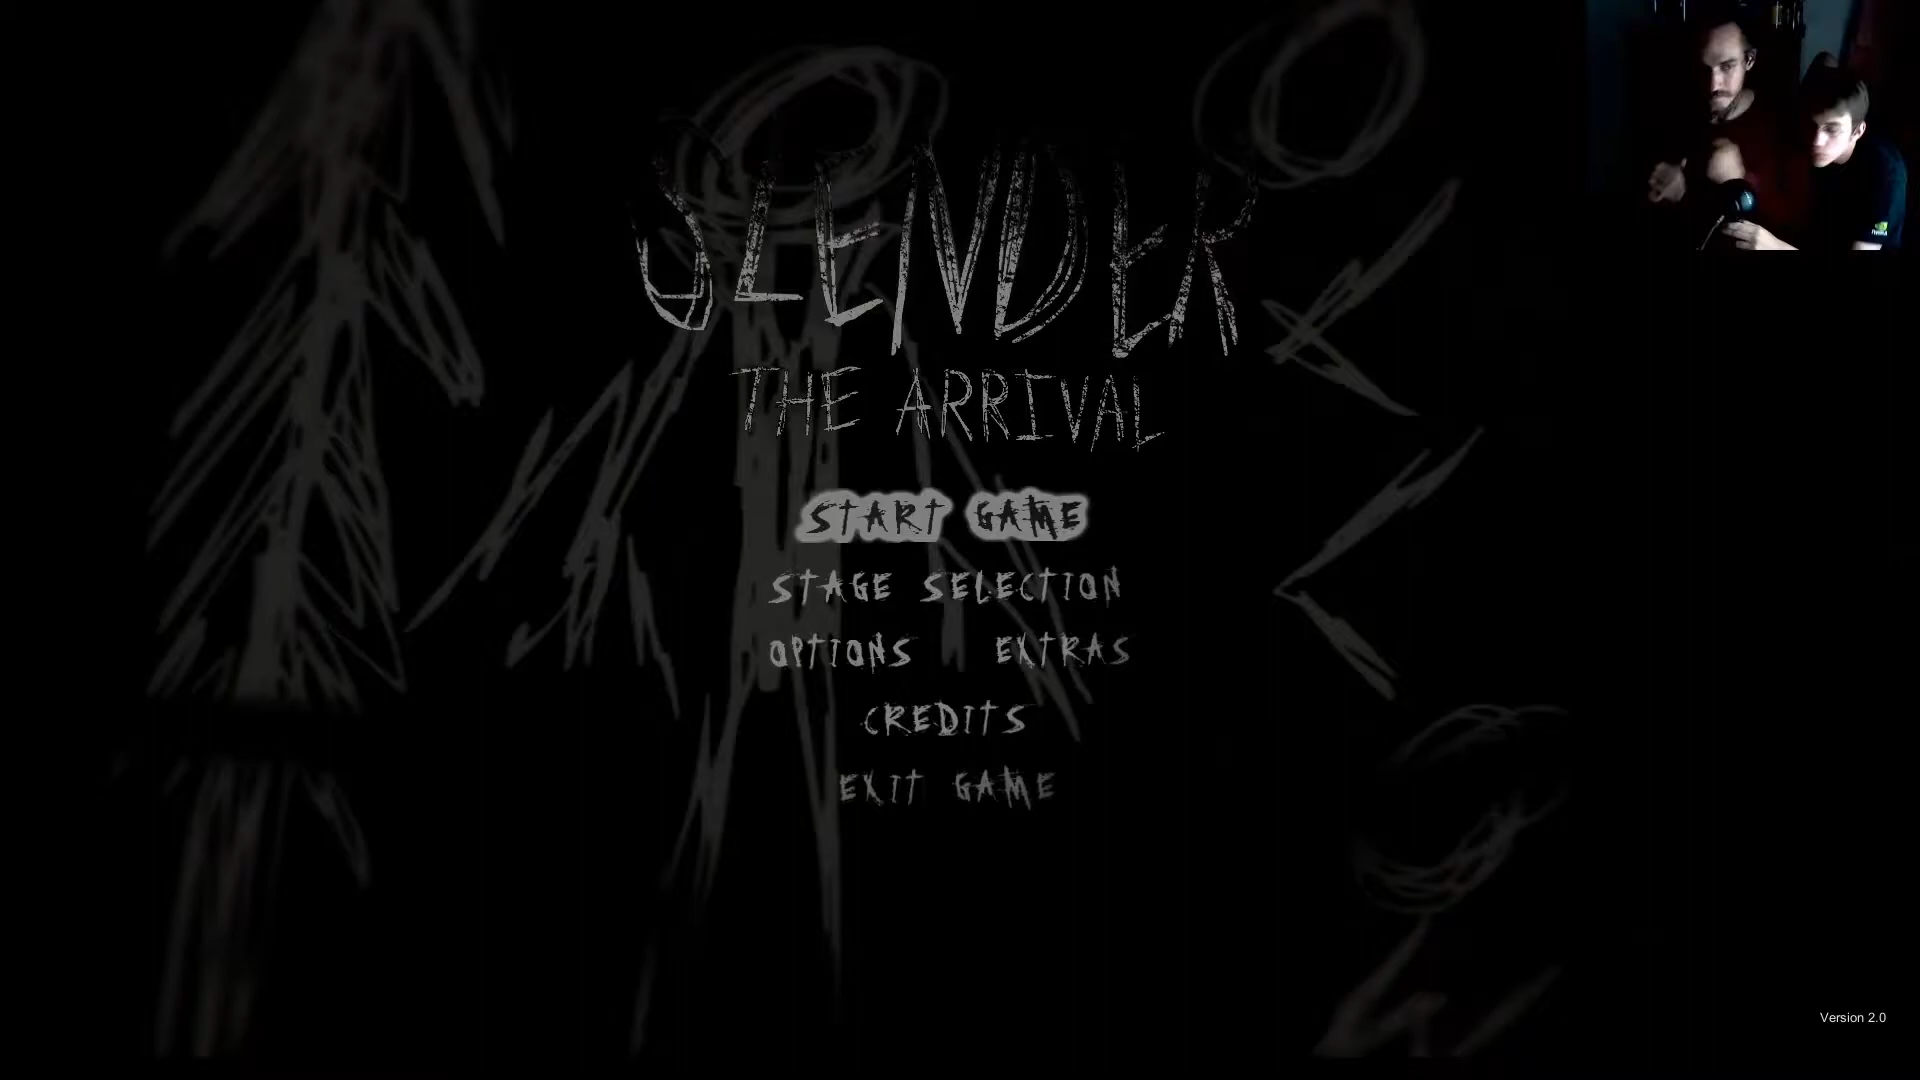 SLENDER
THE ARRIVAL
START GAME
STAGE SELECTION
OPTIONS EXTRAS
CREDITS
EXIT GAME
Version 2.0